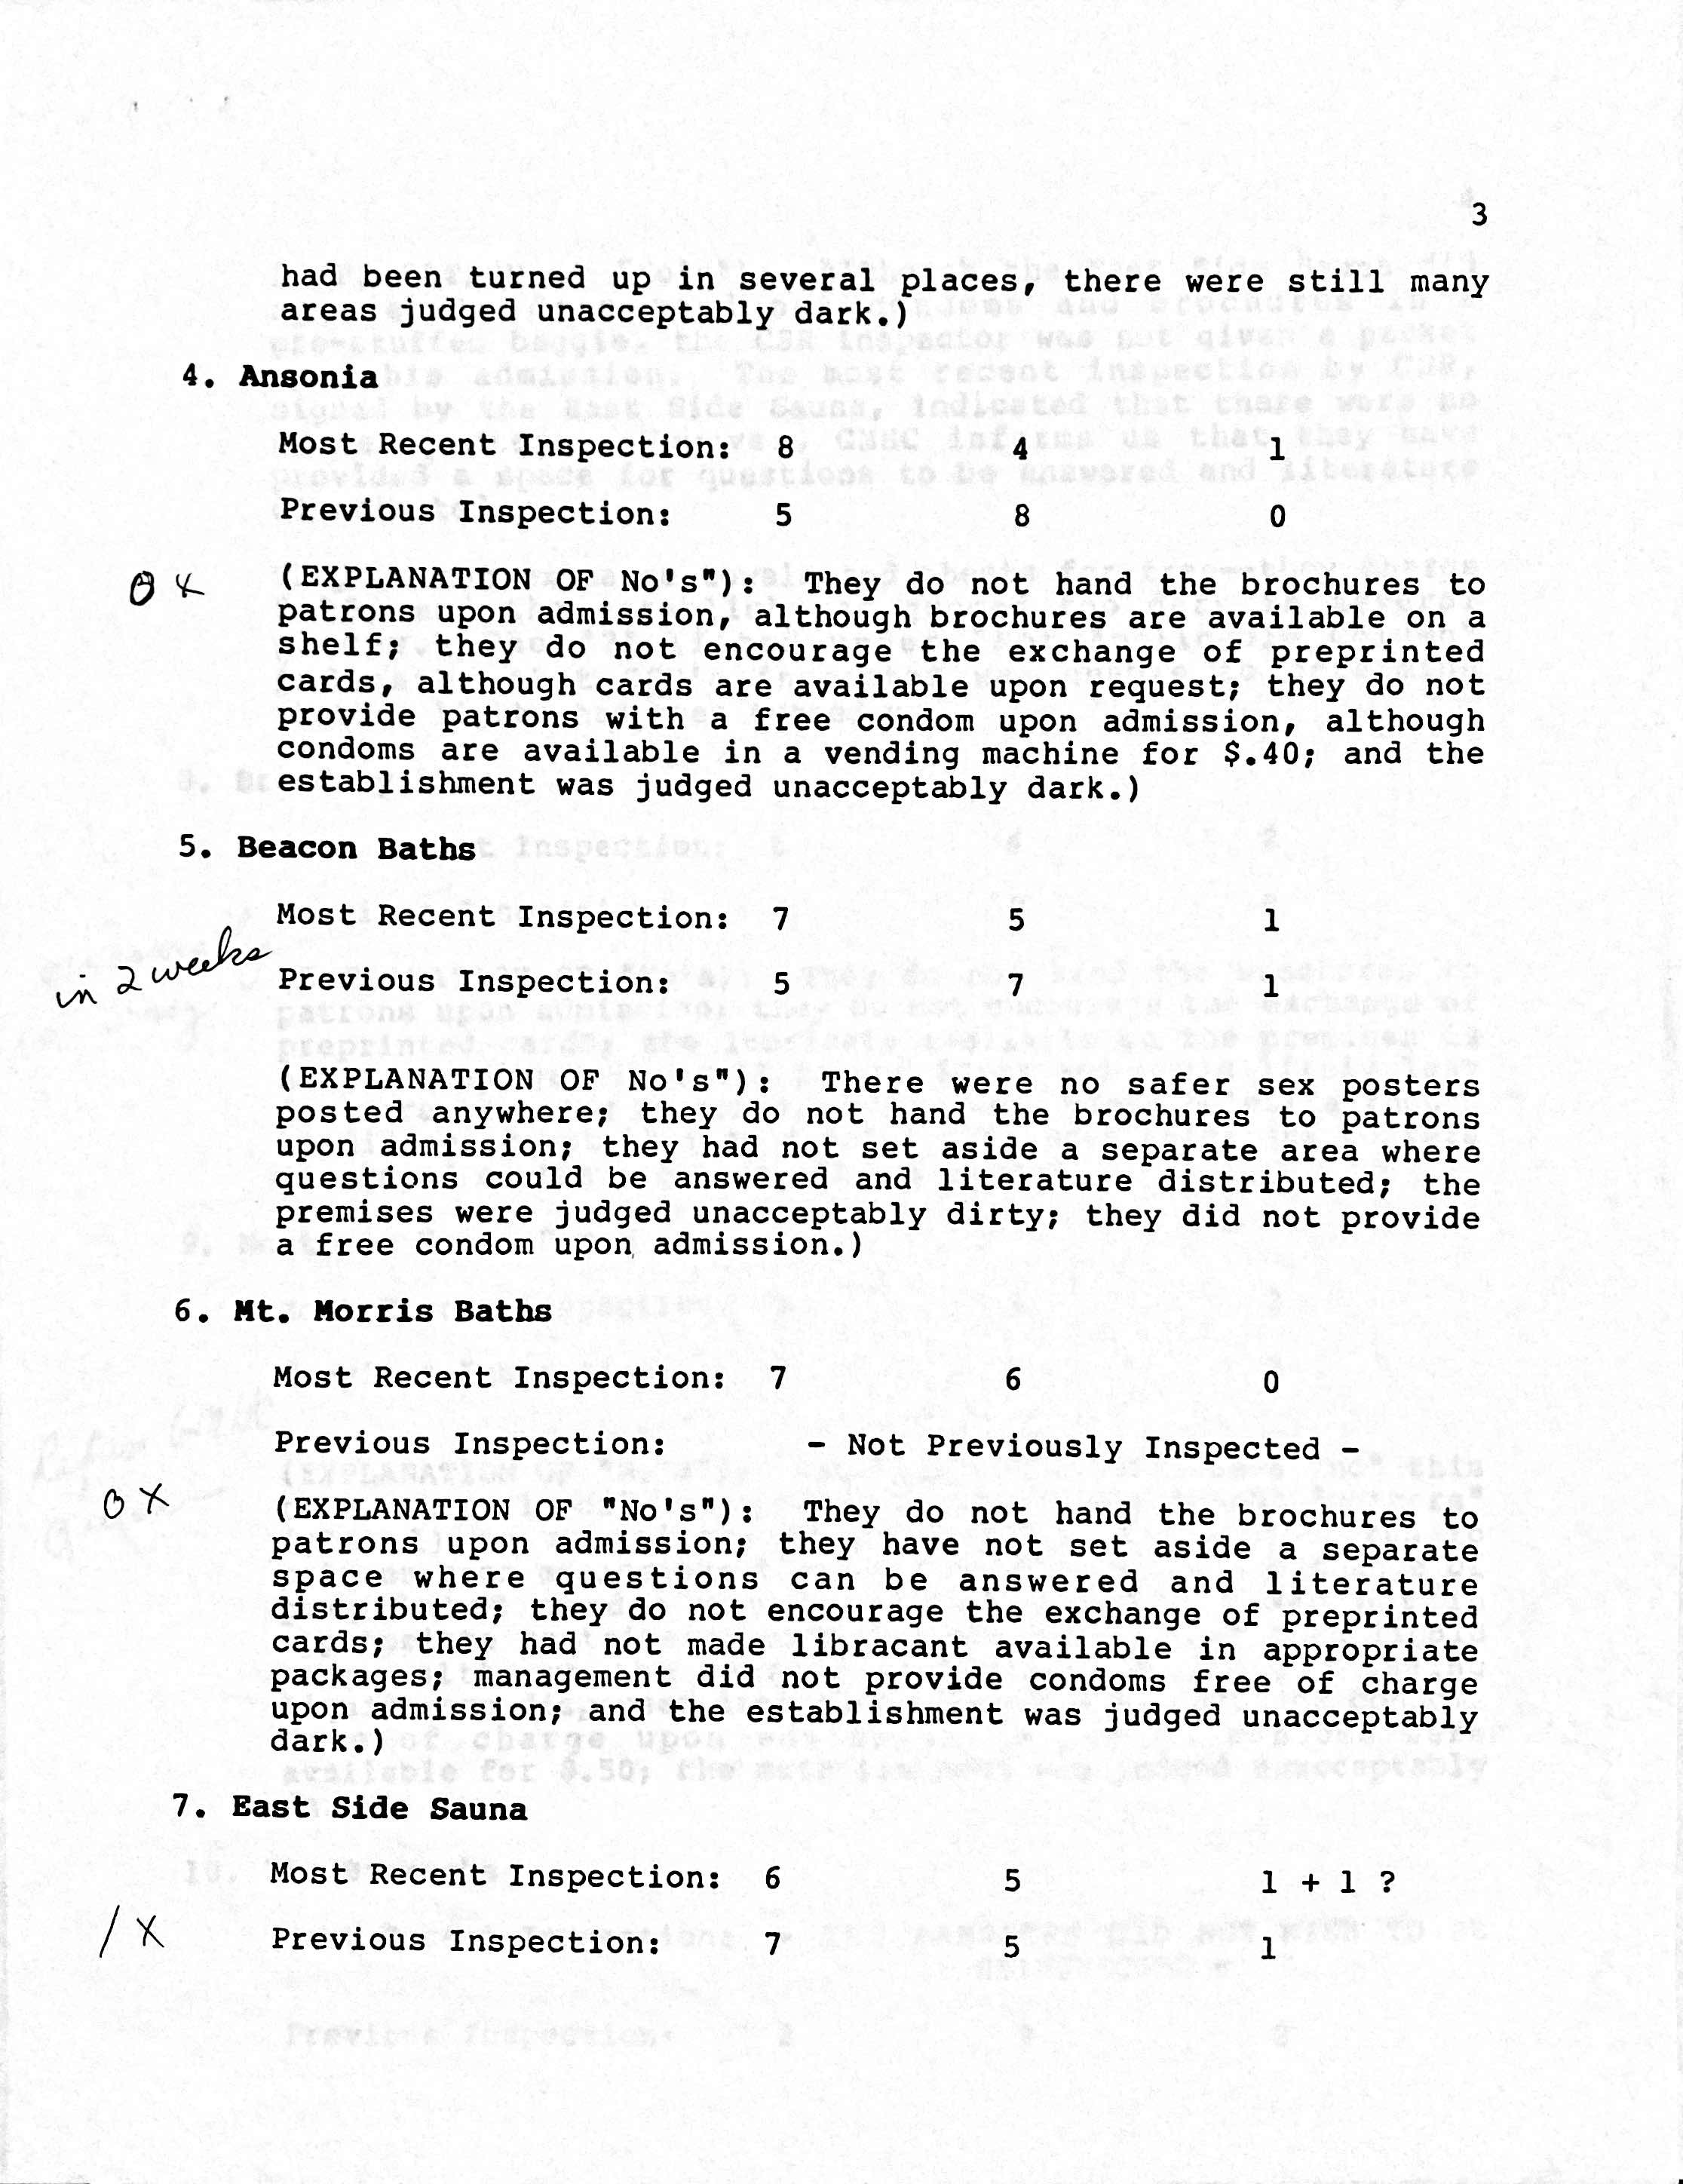 3
had been turned up in several places, there were still many
areas judged unacceptably dark.)
4. Ansonia
Most Recent Inspection: 8 4 1
Previous Inspection: 5 8 0
(EXPLANATION OF No's"): They do not hand the brochures to
patrons upon admission, although brochures are available on a
shelf; they do not encourage the exchange of preprinted
cards, although cards are available upon request; they do not
provide patrons with a free condom upon admission, although
condoms are available in a vending machine for $.40; and the
establishment was judged unacceptably dark.)
5. Beacon Baths
Most Recent Inspection: 7 5 1
in 2 weeks
Previous Inspection: 5 7 1
(EXPLANATION OF No's"): There were no safer sex posters
posted anywhere; they do not hand the brochures to patrons
upon admission; they had not set aside a separate area where
questions could be answered and literature distributed; the
premises were judged unacceptably dirty; they did not provide
a free condom upon admission.)
6. Mt. Morris Baths
Most Recent Inspection: 7 6 0
Previous Inspection: - Not Previously Inspected -
(EXPLANATION OF "No's"): They do not hand the brochures to
patrons upon admission; they have not set aside a separate
space where questions can be answered and literature
distributed; they do not encourage the exchange of preprinted
cards; they had not made libracant available in appropriate
packages; management did not provide condoms free of charge
upon admission; and the establishment was judged unacceptably
dark.)
7. East Side Sauna
Most Recent Inspection: 6 5 1 + 1 ?
/ X
Previous Inspection: 7 5 1